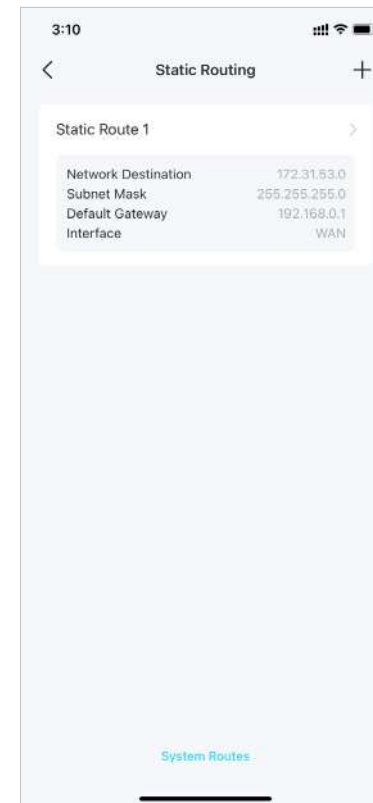 3:10
Static Routing
Static Route 1
Network Destination 172.31.53.0
Subnet Mask 255.255.255.0
Default Gateway 192.168.0.1
Interface WAN
System Routes